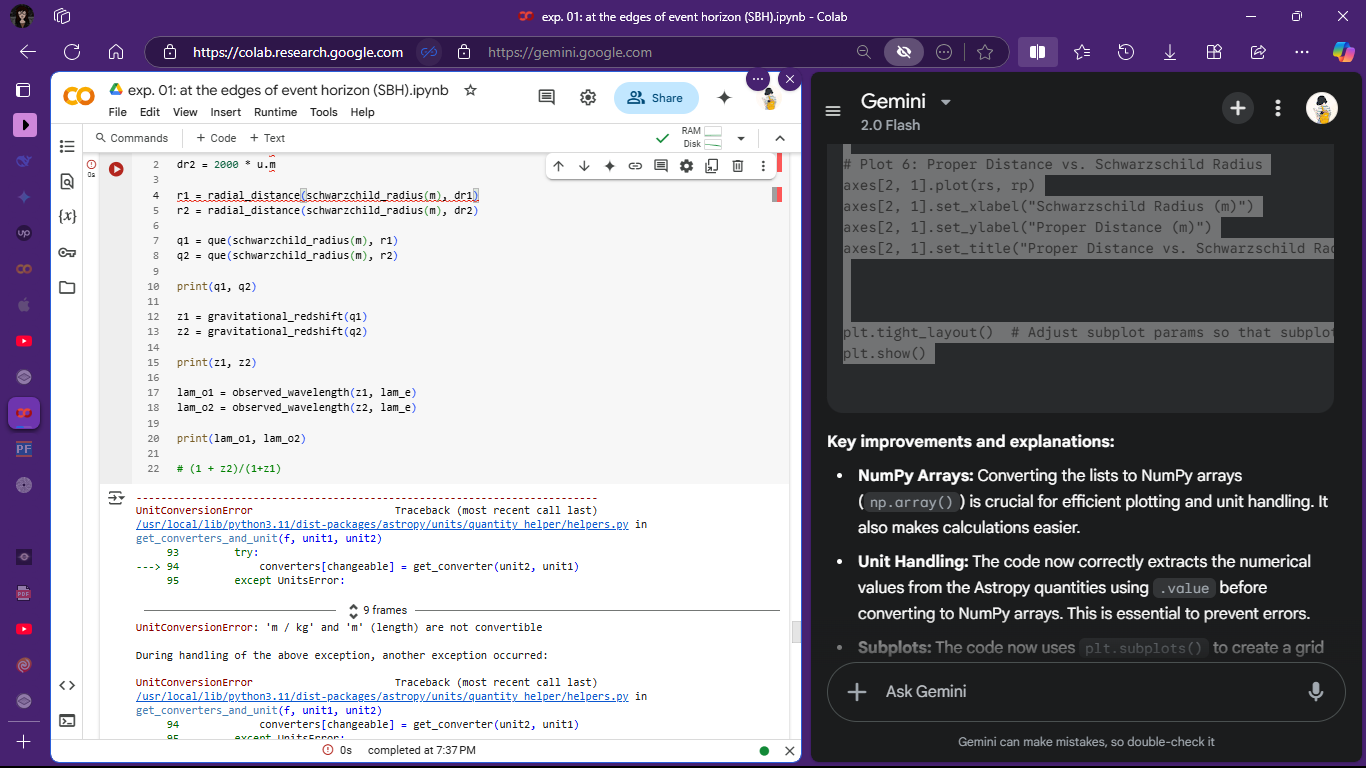 exp. 01: at the edges of event horizon (SBH).ipynb - Colab
https://colab.research.google.com
https://gemini.google.com
exp. 01: at the edges of event horizon (SBH).ipynb
File Edit View Insert Runtime Tools Help
Share
Commands + Code + Text
RAM
Disk
0s
2 dr2 = 2000 * u.m
3
4 r1 = radial_distance(schwarzchild_radius(m), dr1)
5 r2 = radial_distance(schwarzchild_radius(m), dr2)
6
7 q1 = que(schwarzchild_radius(m), r1)
8 q2 = que(schwarzchild_radius(m), r2)
9
10 print(q1, q2)
11
12 z1 = gravitational_redshift(q1)
13 z2 = gravitational_redshift(q2)
14
15 print(z1, z2)
16
17 lam_o1 = observed_wavelength(z1, lam_e)
18 lam_o2 = observed_wavelength(z2, lam_e)
19
20 print(lam_o1, lam_o2)
21
22 # (1 + z2)/(1+z1)
---------------------------------------------------------------------------
UnitConversionError Traceback (most recent call last)
/usr/local/lib/python3.11/dist-packages/astropy/units/quantity_helper/helpers.py in
get_converters_and_unit(f, unit1, unit2)
93 try:
---> 94 converters[changeable] = get_converter(unit2, unit1)
95 except UnitsError:
9 frames
UnitConversionError: 'm / kg' and 'm' (length) are not convertible
During handling of the above exception, another exception occurred:
UnitConversionError Traceback (most recent call last)
/usr/local/lib/python3.11/dist-packages/astropy/units/quantity_helper/helpers.py in
get_converters_and_unit(f, unit1, unit2)
94 converters[changeable] = get_converter(unit2, unit1)
95 except UnitsError:
0s completed at 7:37 PM
up
PF
{x}
Gemini
2.0 Flash
# Plot 6: Proper Distance vs. Schwarzschild Radius
axes[2, 1].plot(rs, rp)
axes[2, 1].set_xlabel("Schwarzschild Radius (m)")
axes[2, 1].set_ylabel("Proper Distance (m)")
axes[2, 1].set_title("Proper Distance vs. Schwarzschild Rad
plt.tight_layout() # Adjust subplot params so that subplot
plt.show()
Key improvements and explanations:
• NumPy Arrays: Converting the lists to NumPy arrays
( np.array() ) is crucial for efficient plotting and unit handling. It
also makes calculations easier.
• Unit Handling: The code now correctly extracts the numerical
values from the Astropy quantities using .value before
converting to NumPy arrays. This is essential to prevent errors.
• Subplots: The code now uses plt.subplots() to create a grid
Ask Gemini
Gemini can make mistakes, so double-check it